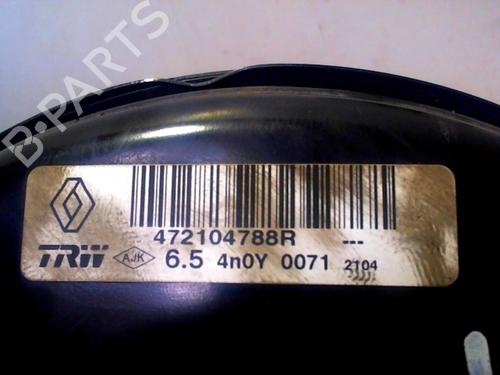 B-PARTS
472104788R ---
TRW AJK 6.5 4n0Y 0071 2104